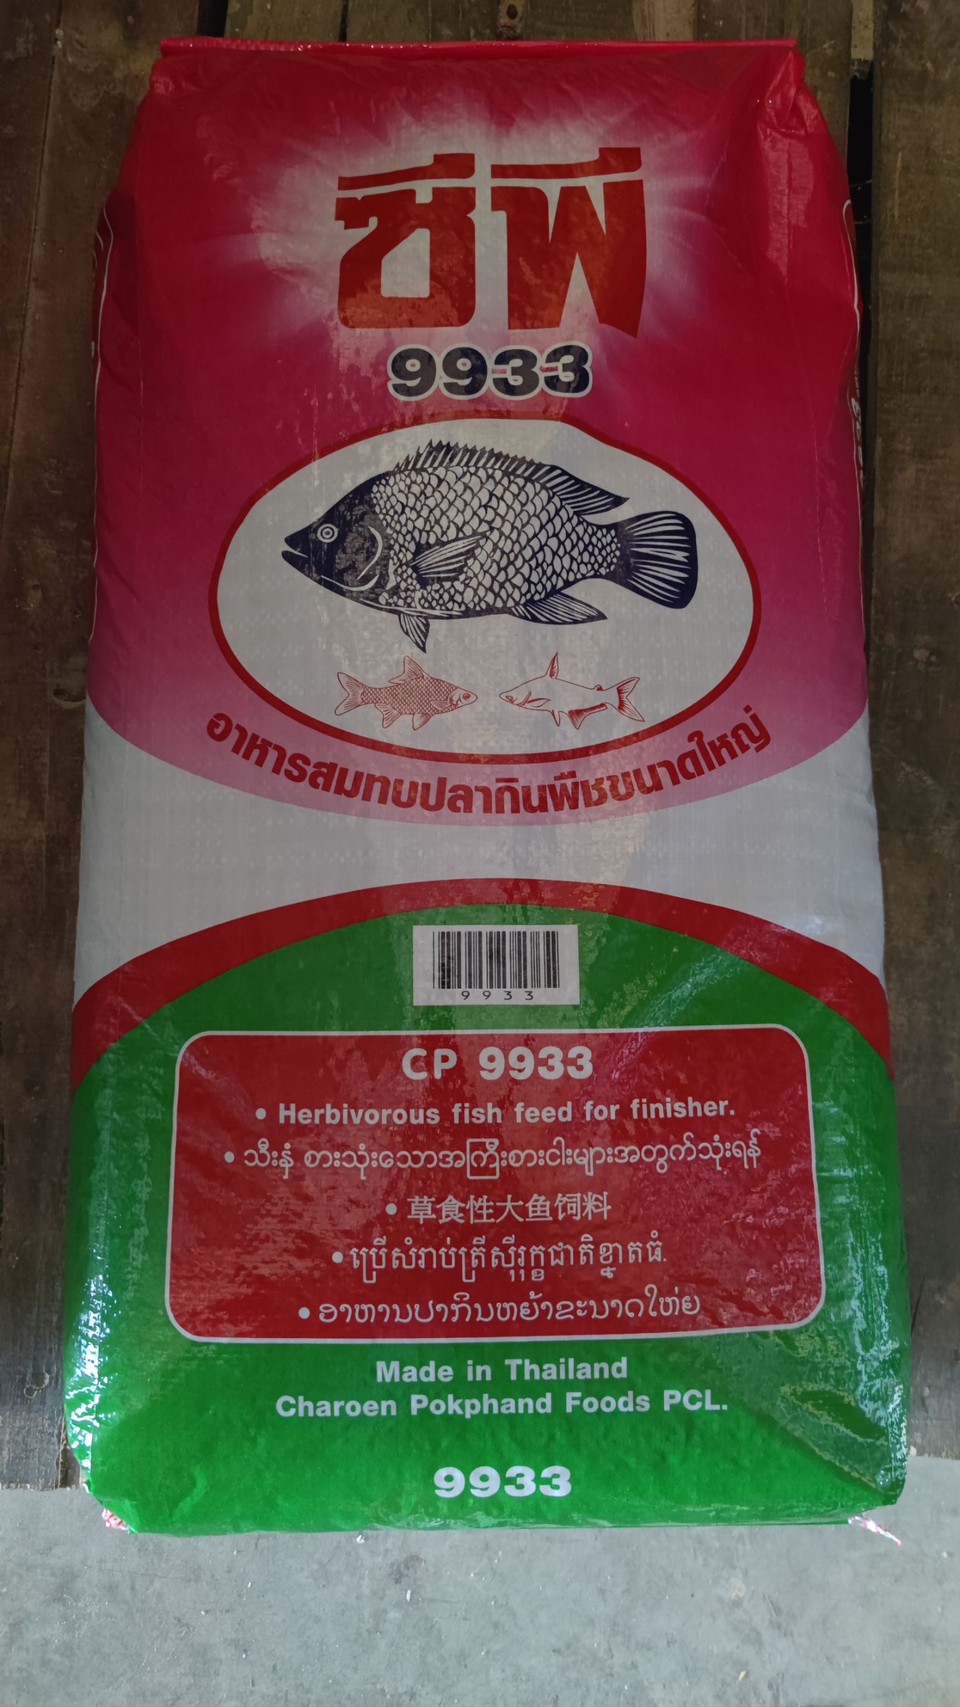 ซีพี
9933
อาหารสมทบปลากินพืชขนาดใหญ่
9933
CP 9933
• Herbivorous fish feed for finisher.
• သီးနှံ စားသုံးသောအကြီးစားငါးများအတွက်သုံးရန်
• 草食性大鱼饲料
• ប្រើសំរាប់ត្រីស៊ីរុក្ខជាតិខ្នាតធំ.
• ອາຫານປາກິນຫຍ້າຂະນາດໃຫ່ຍ
Made in Thailand
Charoen Pokphand Foods PCL.
9933